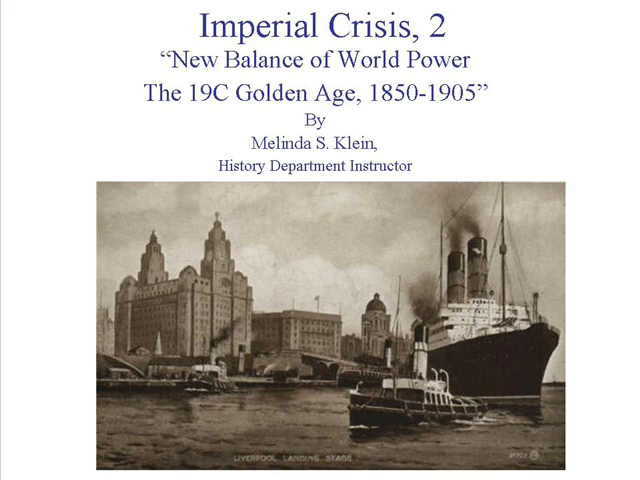 Imperial Crisis, 2
“New Balance of World Power
The 19C Golden Age, 1850-1905”
By
Melinda S. Klein,
History Department Instructor
LIVERPOOL LANDING STAGE